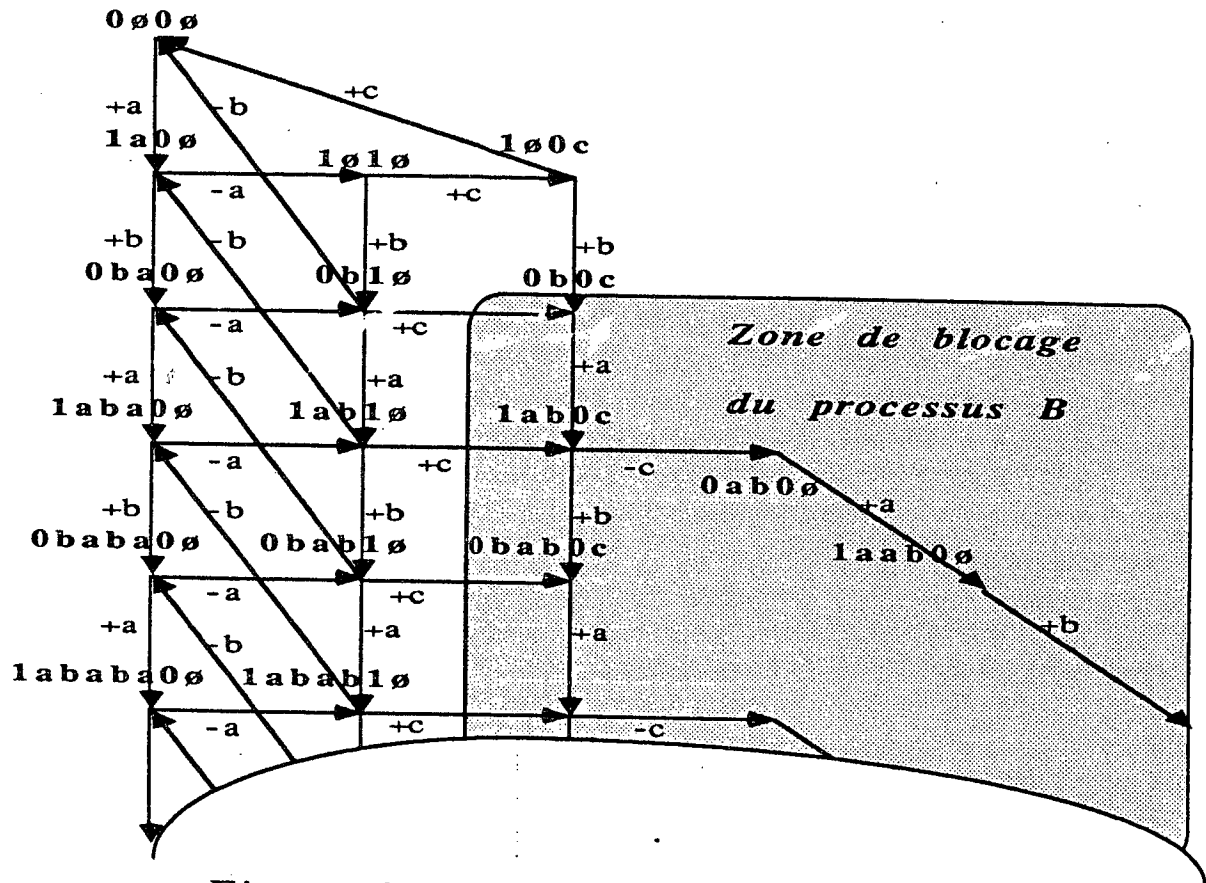 0ø0ø
+c
+a -b
1a0ø 1ø0c
1ø1ø
-a +c
+b -b +b +b
0ba0ø 0b1ø 0b0c
-a +c
Zone de blocage
+a -b +a +a
1aba0ø 1ab1ø 1ab0c
du processus B
-a +c -c
0ab0ø
+b -b +b +b +a
0baba0ø 0bab1ø 0bab0c 1aab0ø
-a +c
+a -b +a +a +b
1ababa0ø 1abab1ø
-a +c -c